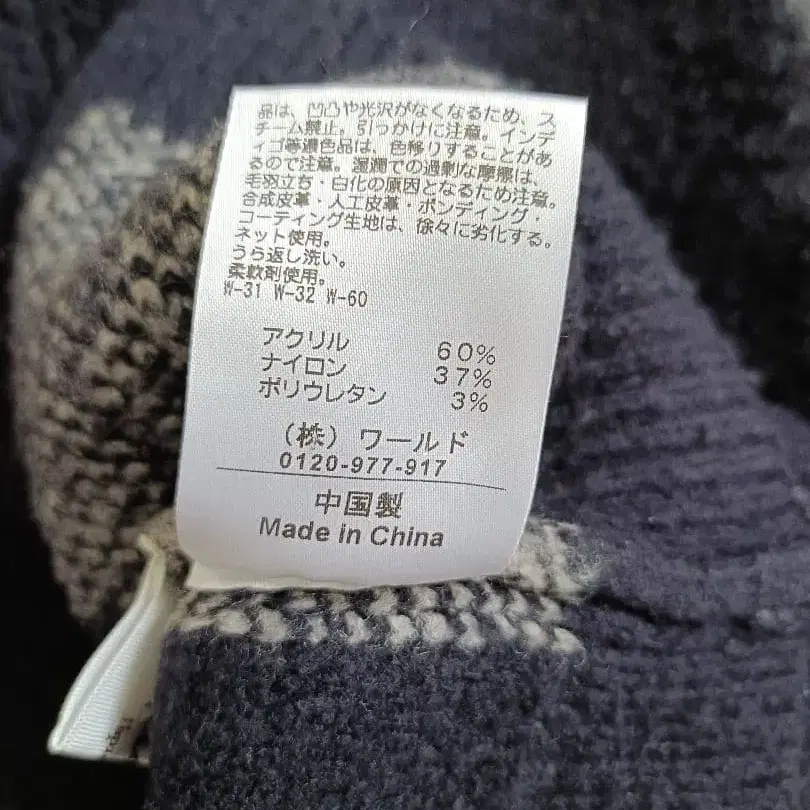 品は、凹凸や光沢がなくなるため、ス
チーム禁止。引っかけに注意。インデ
ィゴ等濃色品は、色移りすることがあ
るので注意。湿潤での過剰な摩擦は、
毛羽立ち・白化の原因となるため注意。
合成皮革・人工皮革・ボンディング・
コーティング生地は、徐々に劣化する。
ネット使用。
うら返し洗い。
柔軟剤使用。
W-31 W-32 W-60
アクリル 60%
ナイロン 37%
ポリウレタン 3%
(株) ワールド
0120-977-917
中国製
Made in China